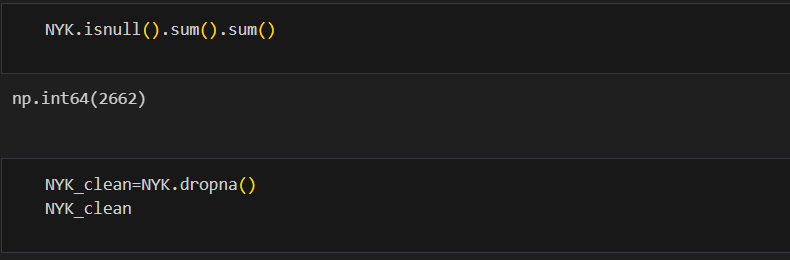 NYK.isnull().sum().sum()
np.int64(2662)
NYK_clean=NYK.dropna()
NYK_clean